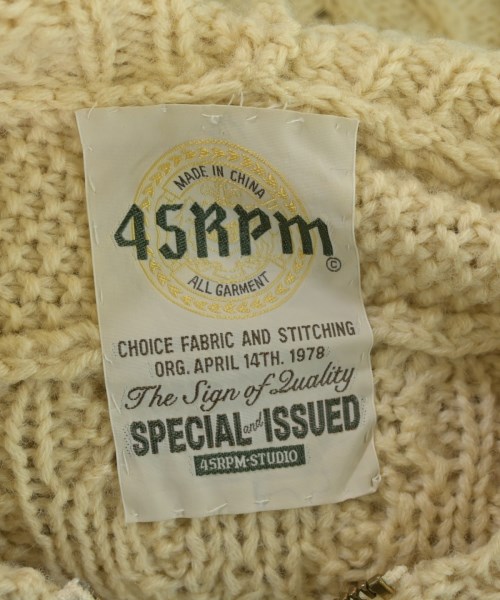 MADE IN CHINA
45RPM
©
ALL GARMENT
CHOICE FABRIC AND STITCHING
ORG. APRIL 14TH. 1978
The Sign of Quality
SPECIAL and ISSUED
45RPM·STUDIO